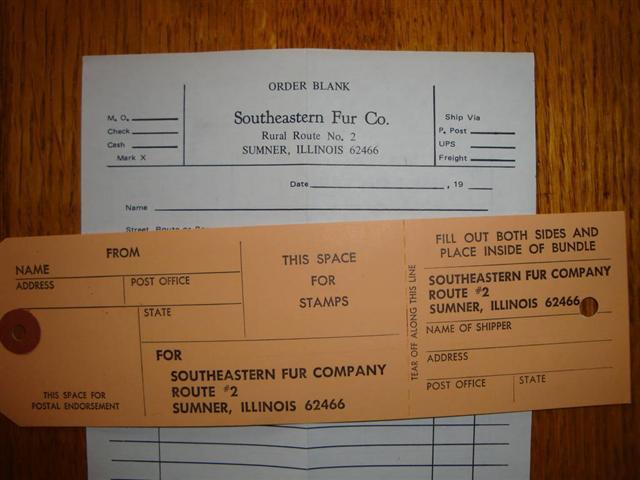 ORDER BLANK
M. O.
Check
Cash
Mark X
Southeastern Fur Co.
Rural Route No. 2
SUMNER, ILLINOIS 62466
Ship Via
P. Post
UPS
Freight
Date , 19
Name
Street, Route or
FROM
NAME
ADDRESS
POST OFFICE
STATE
THIS SPACE
FOR
STAMPS
FOR
SOUTHEASTERN FUR COMPANY
ROUTE #2
SUMNER, ILLINOIS 62466
THIS SPACE FOR
POSTAL ENDORSEMENT
TEAR OFF ALONG THIS LINE
FILL OUT BOTH SIDES AND
PLACE INSIDE OF BUNDLE
SOUTHEASTERN FUR COMPANY
ROUTE #2
SUMNER, ILLINOIS 62466
NAME OF SHIPPER
ADDRESS
POST OFFICE
STATE